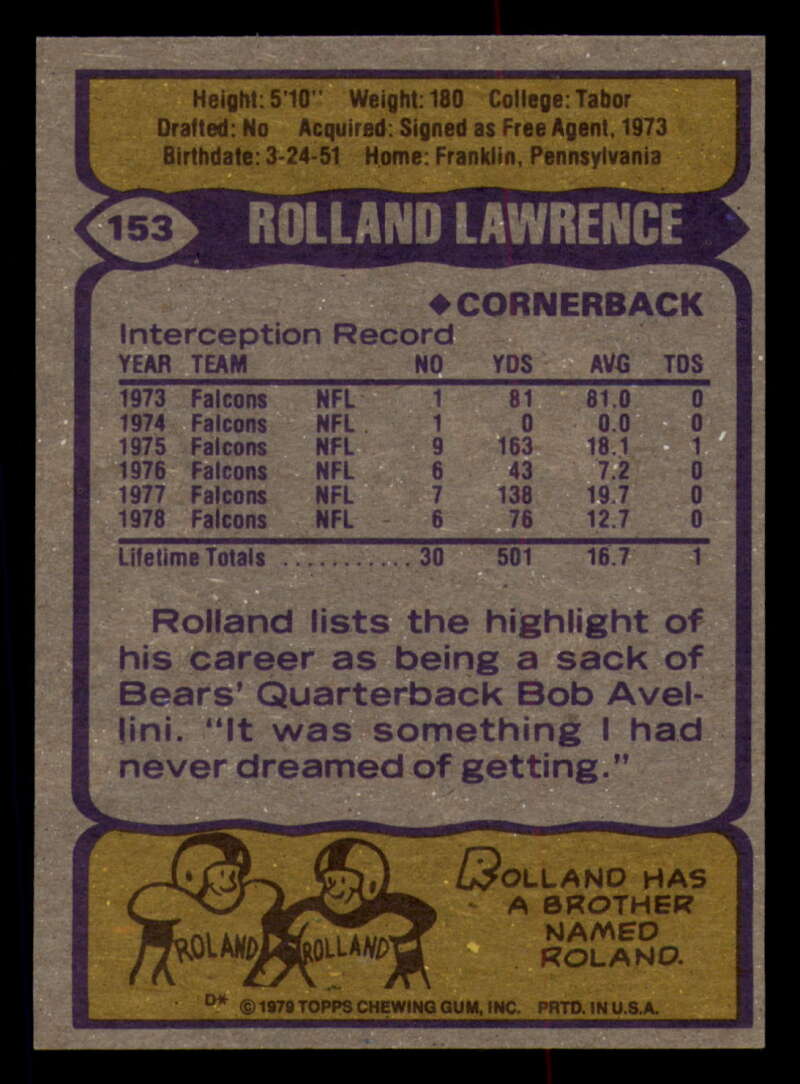 Height: 5'10" Weight: 180 College: Tabor
Drafted: No Acquired: Signed as Free Agent, 1973
Birthdate: 3-24-51 Home: Franklin, Pennsylvania
153 ROLLAND LAWRENCE
◆CORNERBACK
Interception Record
YEAR TEAM NO YDS AVG TDS
1973 Falcons NFL 1 81 81.0 0
1974 Falcons NFL 1 0 0.0 0
1975 Falcons NFL 9 163 18.1 1
1976 Falcons NFL 6 43 7.2 0
1977 Falcons NFL 7 138 19.7 0
1978 Falcons NFL 6 76 12.7 0
Lifetime Totals ............ 30 501 16.7 1
Rolland lists the highlight of
his career as being a sack of
Bears' Quarterback Bob Avel-
lini. "It was something I had
never dreamed of getting."
ROLAND ROLLAND
ROLLAND HAS
A BROTHER
NAMED
ROLAND.
D* ©1979 TOPPS CHEWING GUM, INC. PRTD. IN U.S.A.